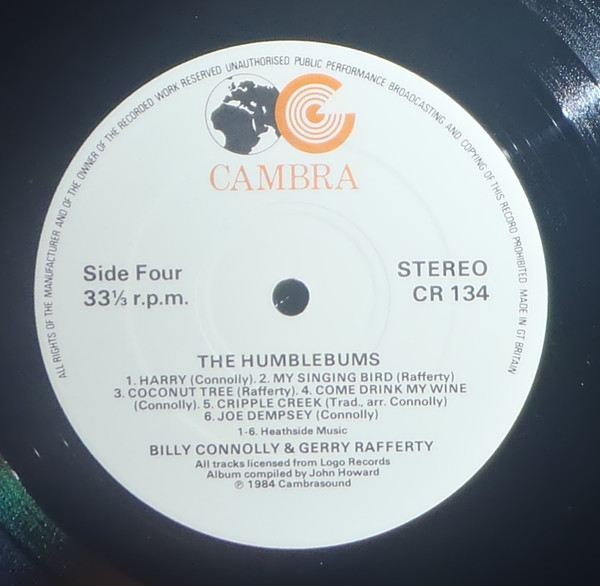 ALL RIGHTS OF THE MANUFACTURER AND OF THE OWNER OF THE RECORDED WORK RESERVED UNAUTHORISED PUBLIC PERFORMANCE BROADCASTING AND COPYING OF THIS RECORD PROHIBITED MADE IN GT BRITAIN
CAMBRA
Side Four
33⅓ r.p.m.
STEREO
CR 134
THE HUMBLEBUMS
1. HARRY (Connolly). 2. MY SINGING BIRD (Rafferty)
3. COCONUT TREE (Rafferty). 4. COME DRINK MY WINE
(Connolly). 5. CRIPPLE CREEK (Trad., arr. Connolly)
6. JOE DEMPSEY (Connolly)
1-6. Heathside Music
BILLY CONNOLLY & GERRY RAFFERTY
All tracks licensed from Logo Records
Album compiled by John Howard
℗ 1984 Cambrasound